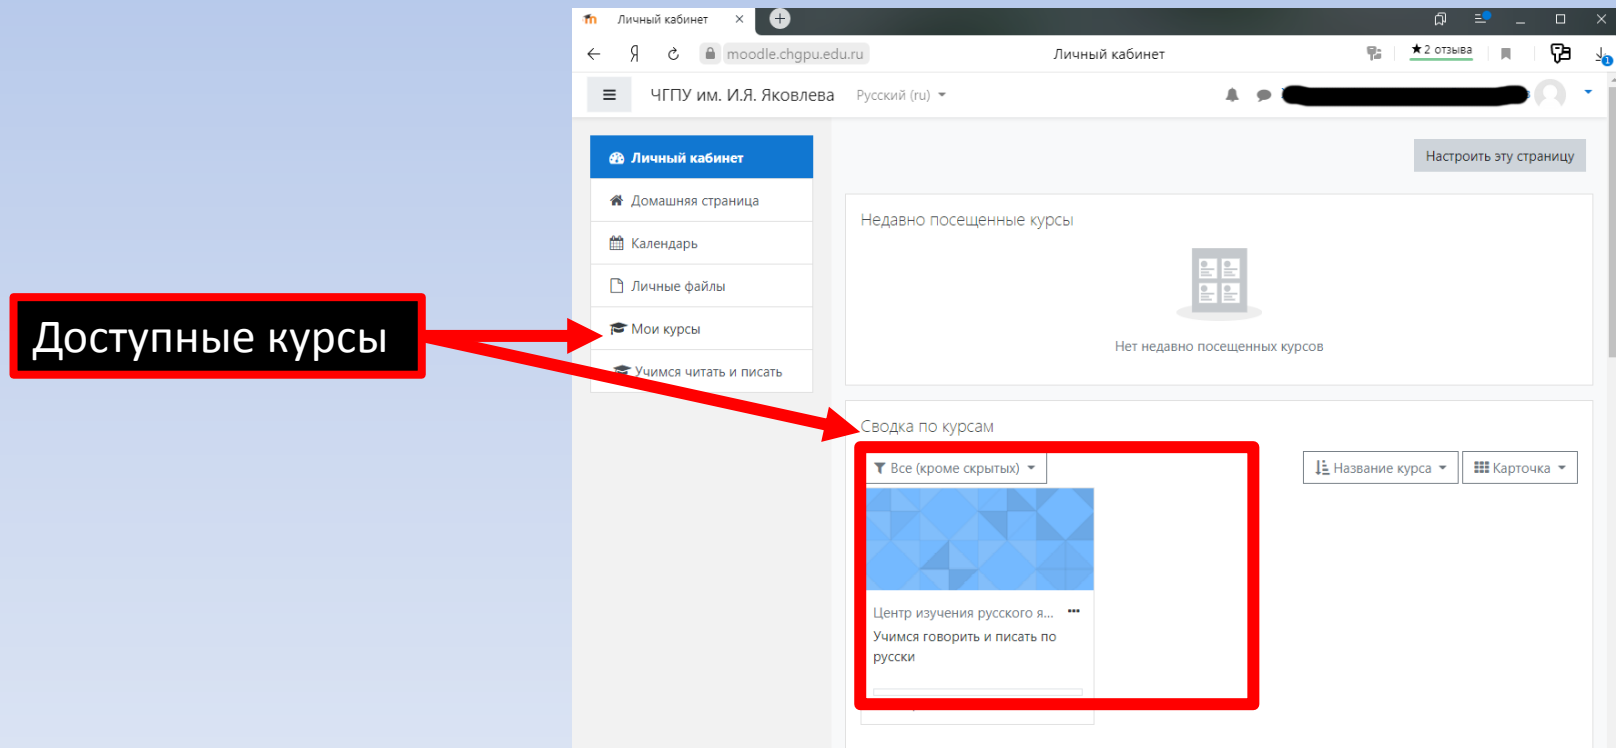 Личный кабинет
moodle.chgpu.edu.ru
Личный кабинет
★2 отзыва
ЧГПУ им. И.Я. Яковлева
Русский (ru)
Личный кабинет
Домашняя страница
Календарь
Личные файлы
Мои курсы
Учимся читать и писать
Доступные курсы
Настроить эту страницу
Недавно посещенные курсы
Нет недавно посещенных курсов
Сводка по курсам
Все (кроме скрытых)
Название курса
Карточка
Центр изучения русского я...
Учимся говорить и писать по
русски